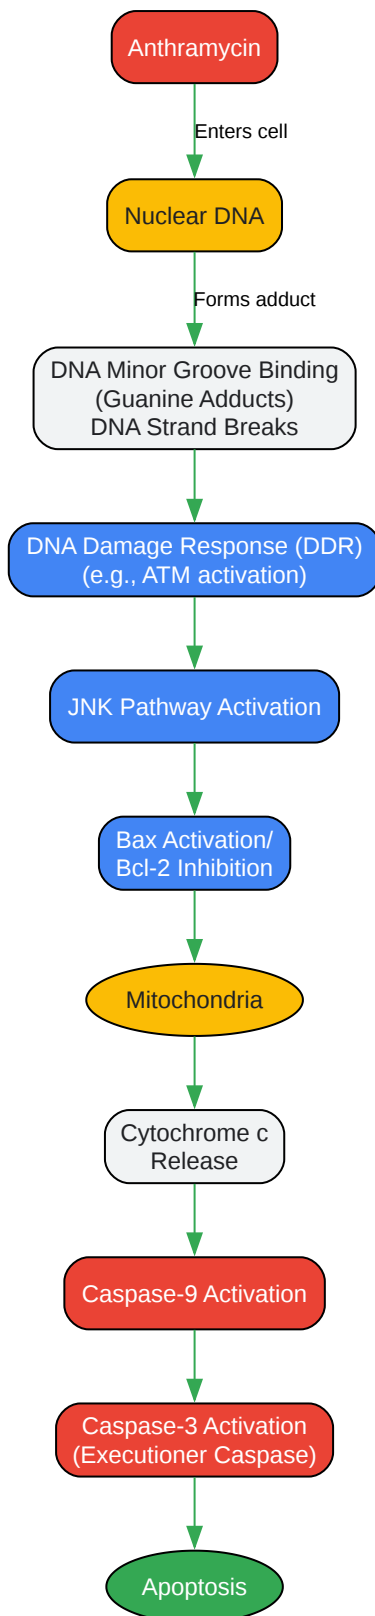 Anthramycin
Enters cell
Nuclear DNA
Forms adduct
DNA Minor Groove Binding
(Guanine Adducts)
DNA Strand Breaks
DNA Damage Response (DDR)
(e.g., ATM activation)
JNK Pathway Activation
Bax Activation/
Bcl-2 Inhibition
Mitochondria
Cytochrome c
Release
Caspase-9 Activation
Caspase-3 Activation
(Executioner Caspase)
Apoptosis